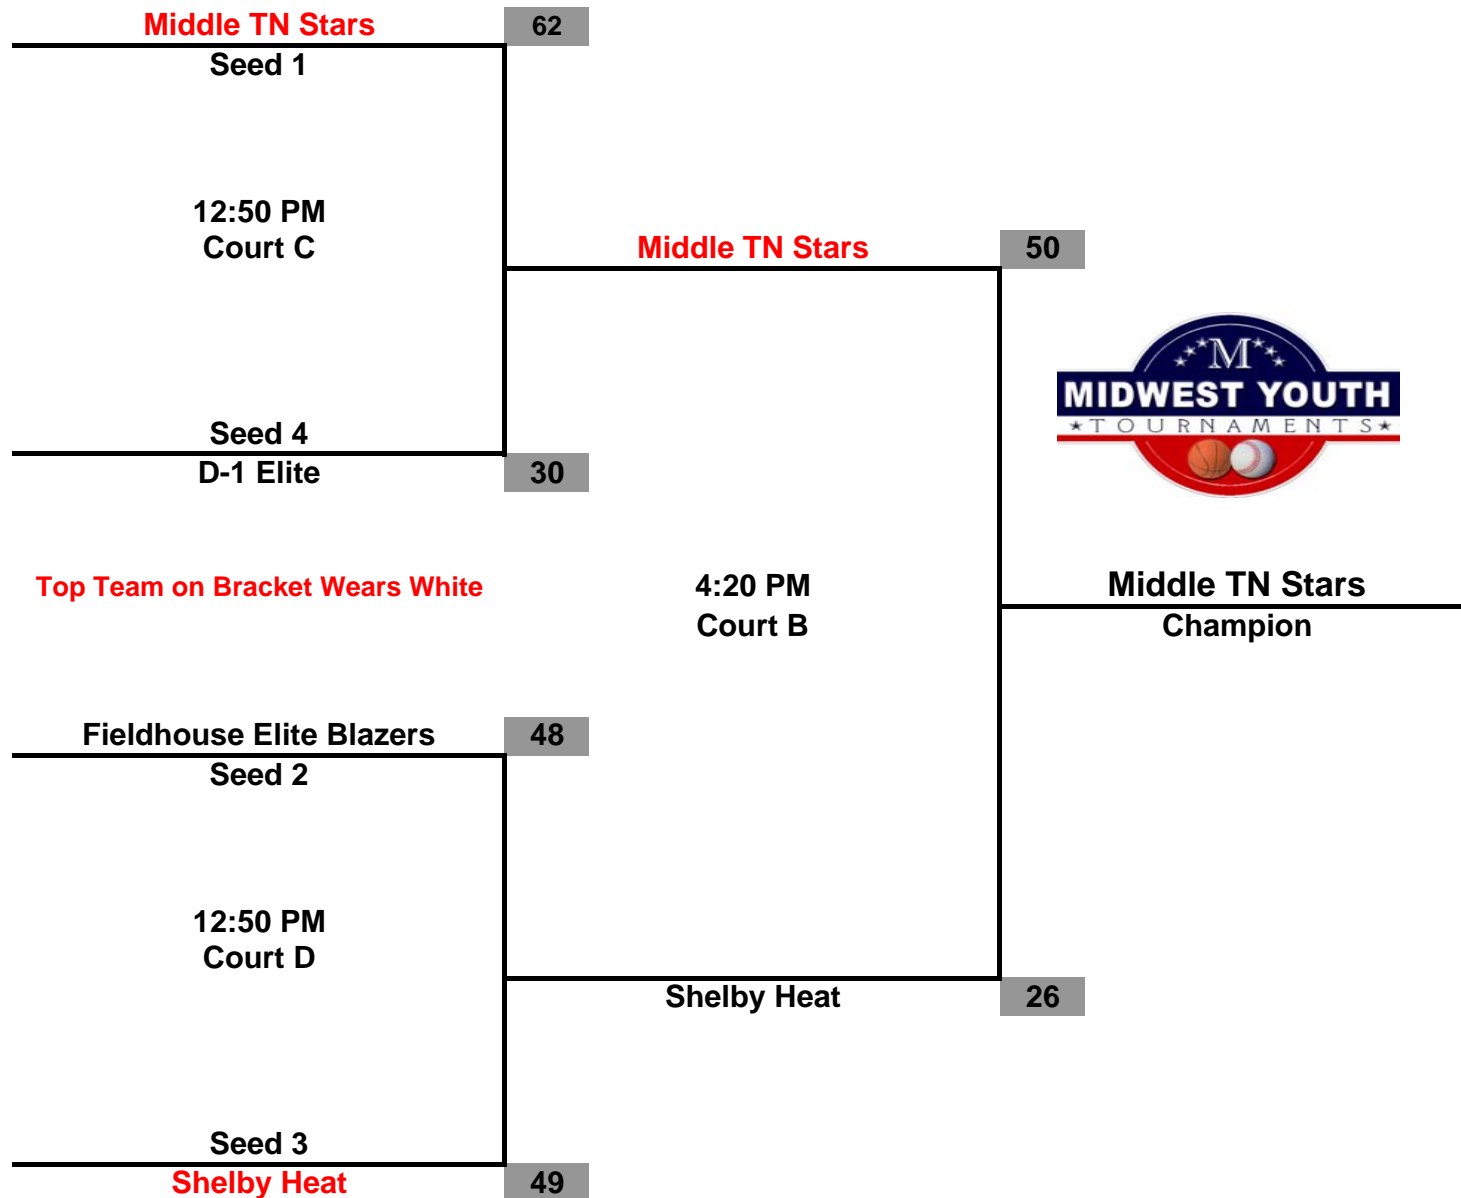 Middle TN Stars 62
Seed 1
12:50 PM
Court C
Middle TN Stars 50
M
MIDWEST YOUTH
TOURNAMENTS
Seed 4
D-1 Elite 30
Top Team on Bracket Wears White
4:20 PM
Court B
Middle TN Stars
Champion
Fieldhouse Elite Blazers 48
Seed 2
12:50 PM
Court D
Shelby Heat 26
Seed 3
Shelby Heat 49